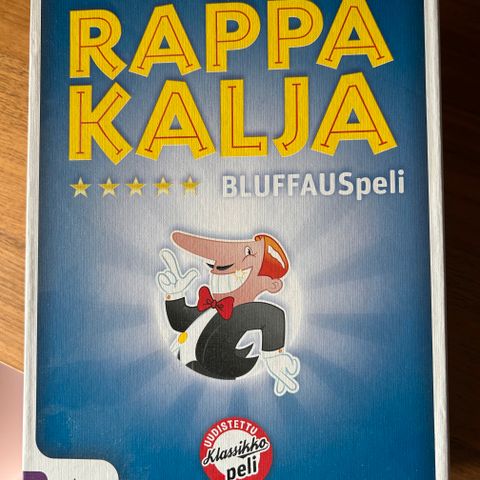 RAPPA
KALJA
BLUFFAUSpeli
UUDISTETTU
Klassikko
peli